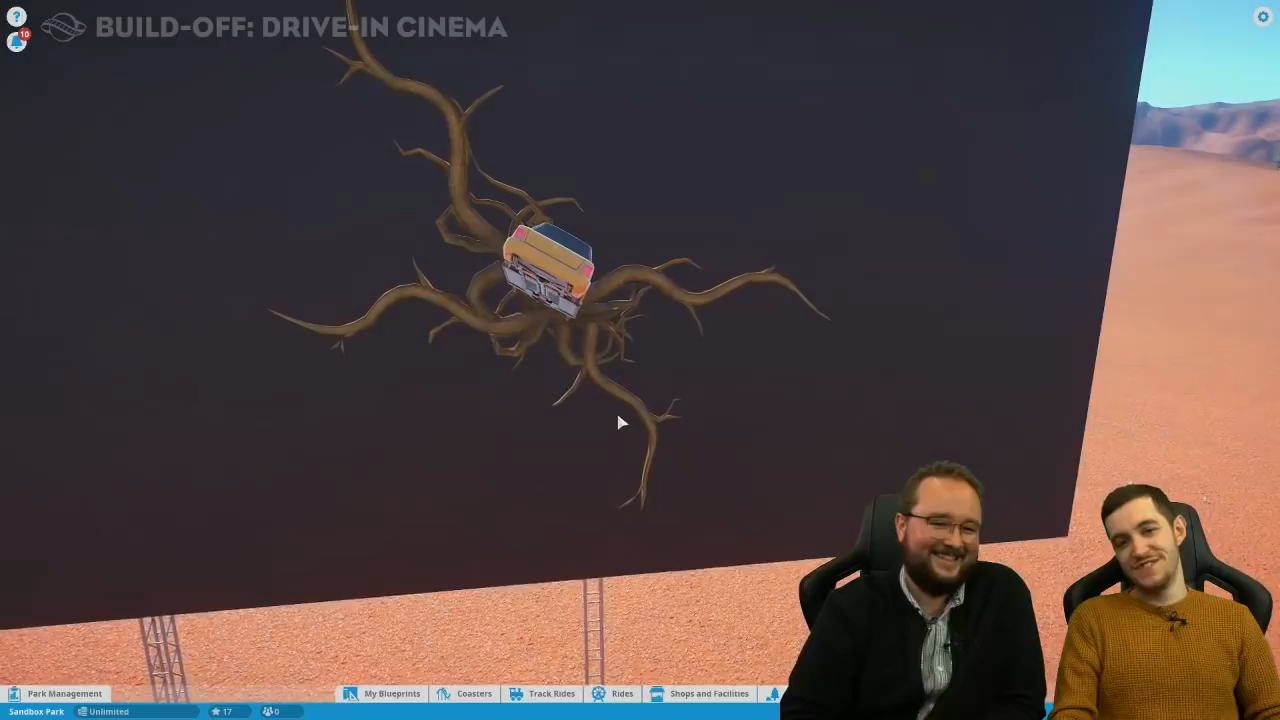 ?
BUILD-OFF: DRIVE-IN CINEMA
10
Park Management
My Blueprints
Coasters
Track Rides
Rides
Shops and Facilities
Sandbox Park
Unlimited
17
0